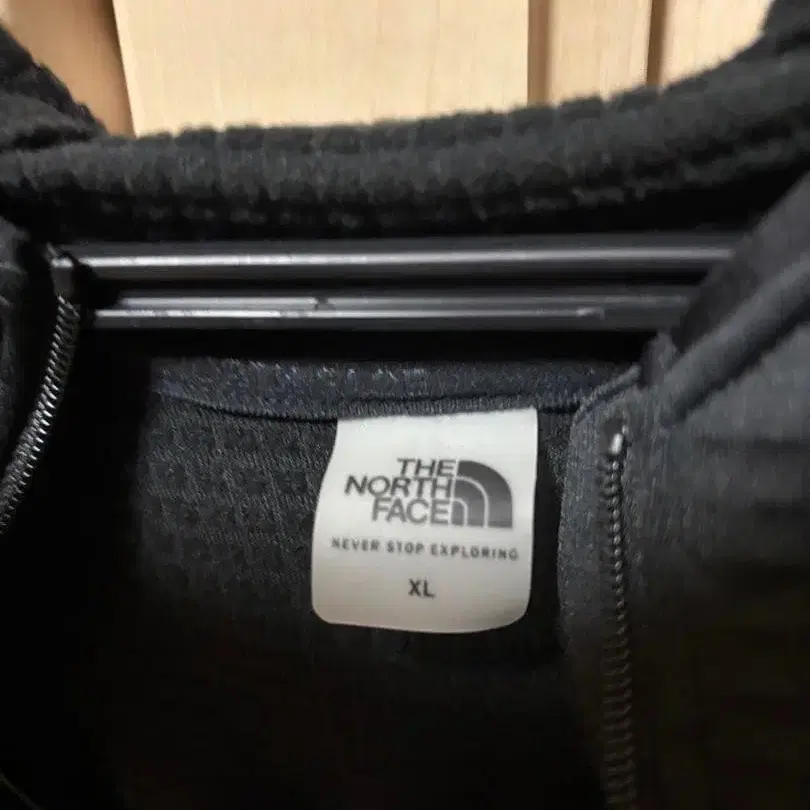 THE
NORTH
FACE
NEVER STOP EXPLORING
XL